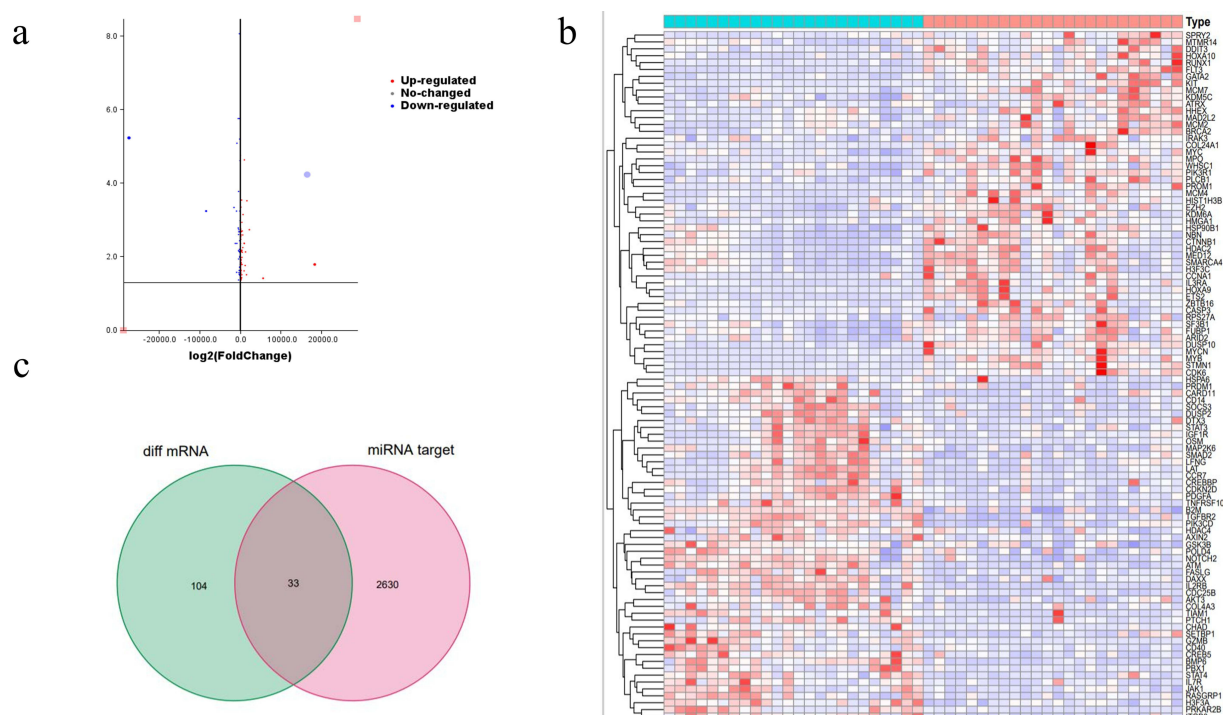 a
8.0
6.0
4.0
2.0
0.0
-20000.0 -10000.0 0.0 10000.0 20000.0
log2(FoldChange)
Up-regulated
No-changed
Down-regulated
b
Type
SPRY2
MTMR14
DDIT3
HOXA10
RUNX1
FLT3
GATA2
KIT
MCM7
KDM5C
ATRX
HHEX
MAD2L2
MCM2
BRCA2
IRAK3
COL24A1
MYC
MPO
WHSC1
PIK3R1
PLCB1
PROM1
MCM4
HIST1H3B
EZH2
KDM6A
HMGA1
HSP90B1
NBN
CTNNB1
HDAC2
MED12
SMARCA4
H3F3C
CCNA1
IL3RA
HOXA9
ETS2
ZBTB16
CASP3
RPS27A
SF3B1
FUBP1
ARID2
DUSP10
MYCN
MYB
STMN1
CDK6
HSPA6
PRDM1
CARD11
CD14
SOCS3
DUSP2
DTX3
STAT3
IGF1R
OSM
MAP2K6
SMAD2
LFNG
LAT
CCR7
CREBBP
CDKN2D
PDGFA
TNFRSF10
B2M
TGFBR2
PIK3CD
HDAC4
AXIN2
GSK3B
POLD4
NOTCH2
ATM
FASLG
DAXX
IL2RB
CDC25B
AKT3
COL4A3
TIAM1
PTCH1
CHAD
SETBP1
GZMB
CD40
CREB5
BMP6
PBX1
STAT4
IL7R
JAK1
RASGRP1
H3F3A
PRKAR2B
c
diff mRNA
miRNA target
104
33
2630